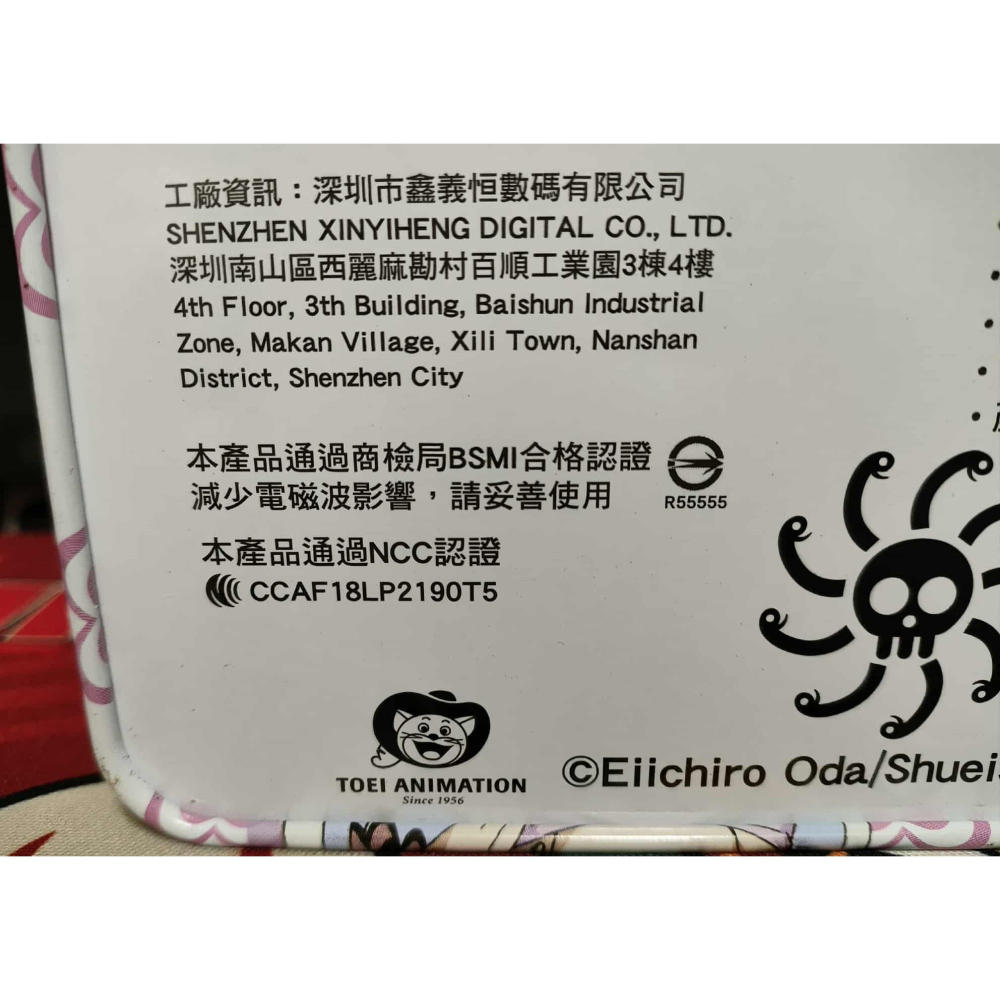 工廠資訊：深圳市鑫義恒數碼有限公司
SHENZHEN XINYIHENG DIGITAL CO., LTD.
深圳南山區西麗麻勘村百順工業園3棟4樓
4th Floor, 3th Building, Baishun Industrial
Zone, Makan Village, Xili Town, Nanshan
District, Shenzhen City
本產品通過商檢局BSMI合格認證
減少電磁波影響，請妥善使用
R55555
本產品通過NCC認證
CCAF18LP2190T5
TOEI ANIMATION
Since 1956
©Eiichiro Oda/Shueis